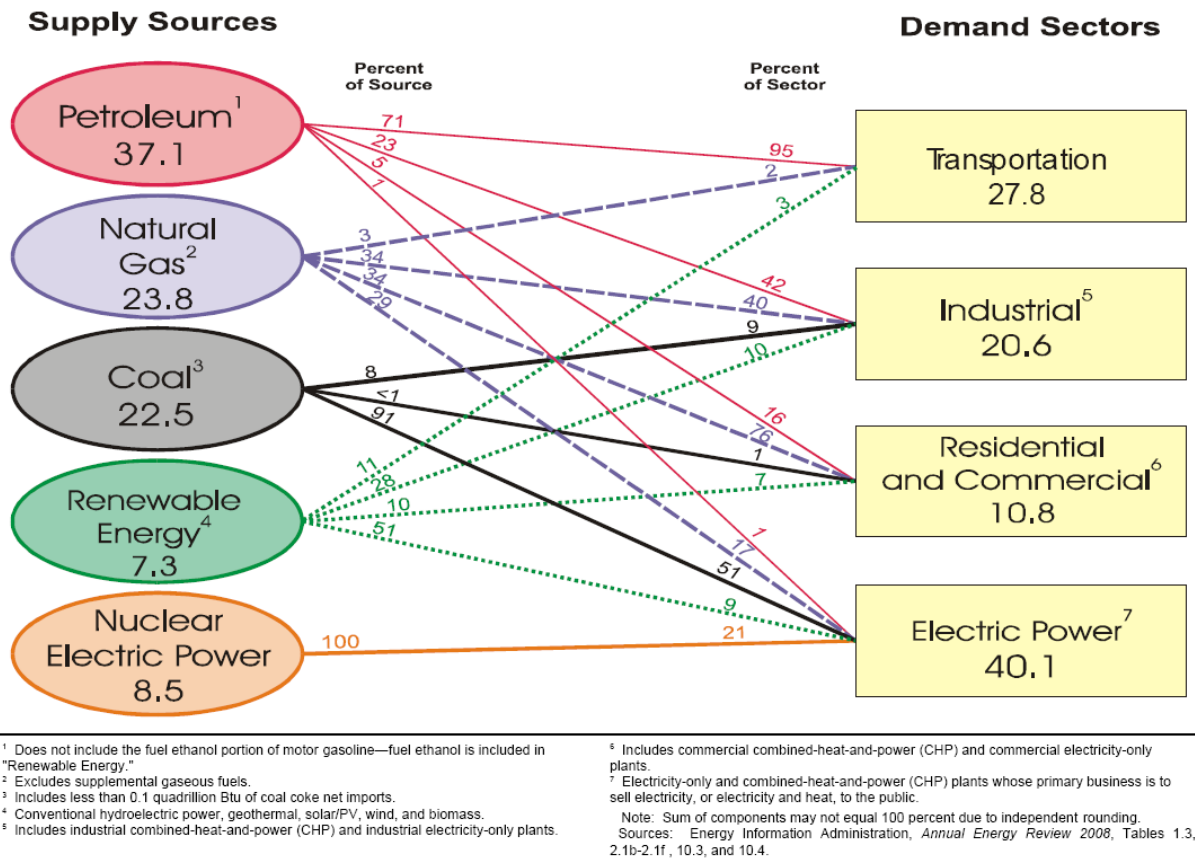 Supply Sources
Demand Sectors
Percent
of Source
Percent
of Sector
Petroleum1
37.1
Natural
Gas2
23.8
Coal3
22.5
Renewable
Energy4
7.3
Nuclear
Electric Power
8.5
71
23
5
1
3
34
34
29
8
<1
91
11
28
10
51
100
95
2
3
42
40
9
10
16
76
1
7
1
17
51
9
21
Transportation
27.8
Industrial5
20.6
Residential
and Commercial6
10.8
Electric Power7
40.1
1 Does not include the fuel ethanol portion of motor gasoline—fuel ethanol is included in
"Renewable Energy."
2 Excludes supplemental gaseous fuels.
3 Includes less than 0.1 quadrillion Btu of coal coke net imports.
4 Conventional hydroelectric power, geothermal, solar/PV, wind, and biomass.
5 Includes industrial combined-heat-and-power (CHP) and industrial electricity-only plants.
6 Includes commercial combined-heat-and-power (CHP) and commercial electricity-only
plants.
7 Electricity-only and combined-heat-and-power (CHP) plants whose primary business is to
sell electricity, or electricity and heat, to the public.
Note: Sum of components may not equal 100 percent due to independent rounding.
Sources: Energy Information Administration, Annual Energy Review 2008, Tables 1.3,
2.1b-2.1f , 10.3, and 10.4.